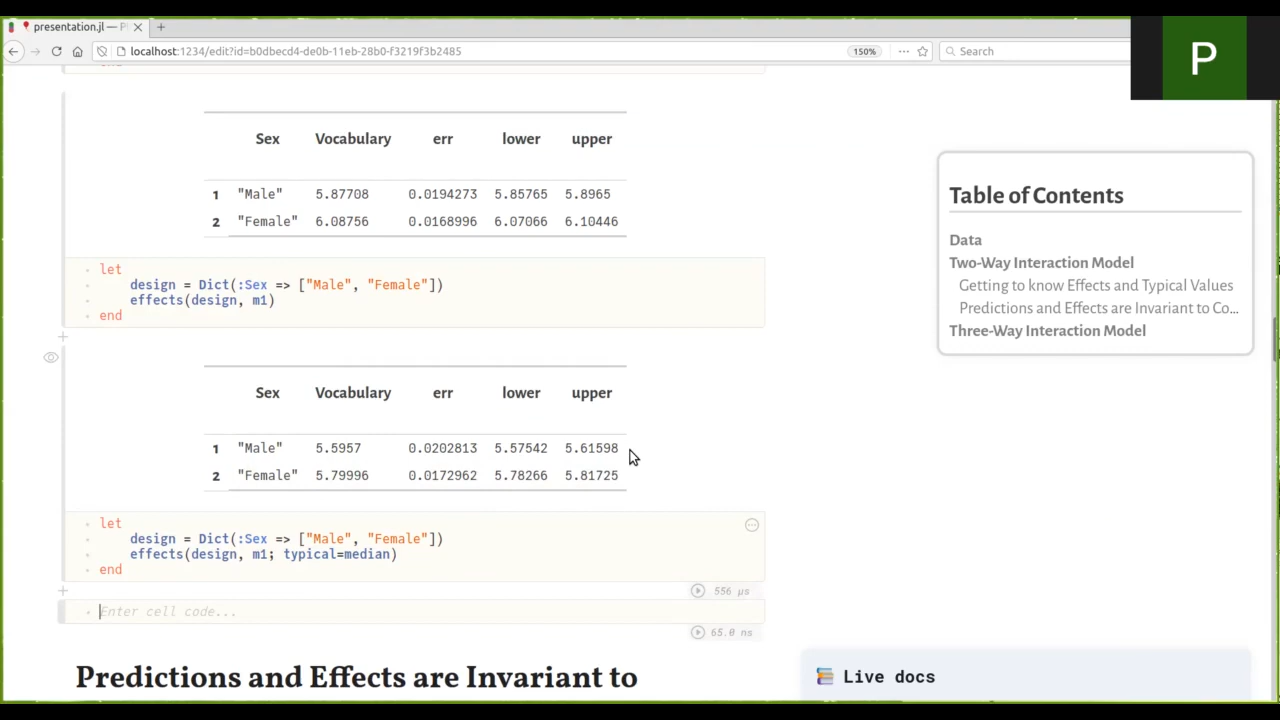 presentation.jl — Pl
localhost:1234/edit?id=b0dbecd4-de0b-11eb-28b0-f3219f3b2485
150%
Search
P
Sex Vocabulary err lower upper
1 "Male" 5.87708 0.0194273 5.85765 5.8965
2 "Female" 6.08756 0.0168996 6.07066 6.10446
let
design = Dict(:Sex => ["Male", "Female"])
effects(design, m1)
end
Sex Vocabulary err lower upper
1 "Male" 5.5957 0.0202813 5.57542 5.61598
2 "Female" 5.79996 0.0172962 5.78266 5.81725
let
design = Dict(:Sex => ["Male", "Female"])
effects(design, m1; typical=median)
end
556 μs
Enter cell code...
65.0 ns
Predictions and Effects are Invariant to
Table of Contents
Data
Two-Way Interaction Model
Getting to know Effects and Typical Values
Predictions and Effects are Invariant to Co...
Three-Way Interaction Model
Live docs